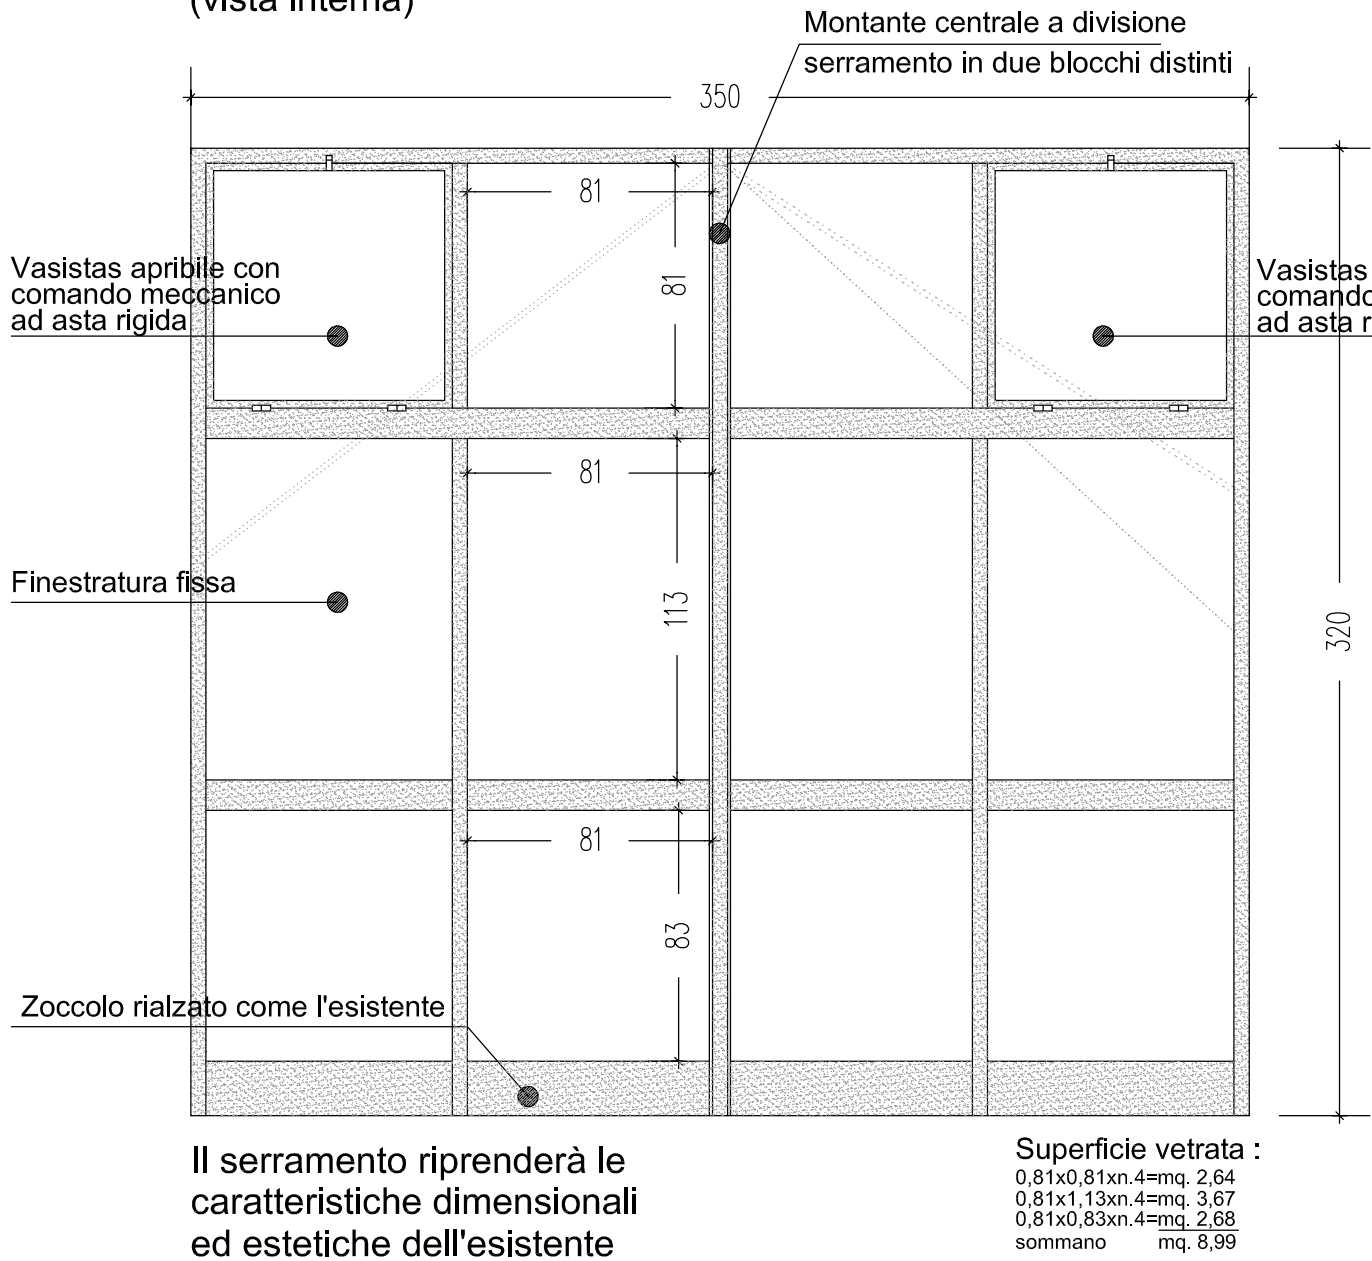 (vista interna)
Montante centrale a divisione
serramento in due blocchi distinti
350
81
81
Vasistas apribile con
comando meccanico
ad asta rigida
Vasistas
comando
ad asta r
81
Finestratura fissa
113
320
81
83
Zoccolo rialzato come l'esistente
Il serramento riprenderà le
caratteristiche dimensionali
ed estetiche dell'esistente
Superficie vetrata :
0,81x0,81xn.4=mq. 2,64
0,81x1,13xn.4=mq. 3,67
0,81x0,83xn.4=mq. 2,68
sommano mq. 8,99